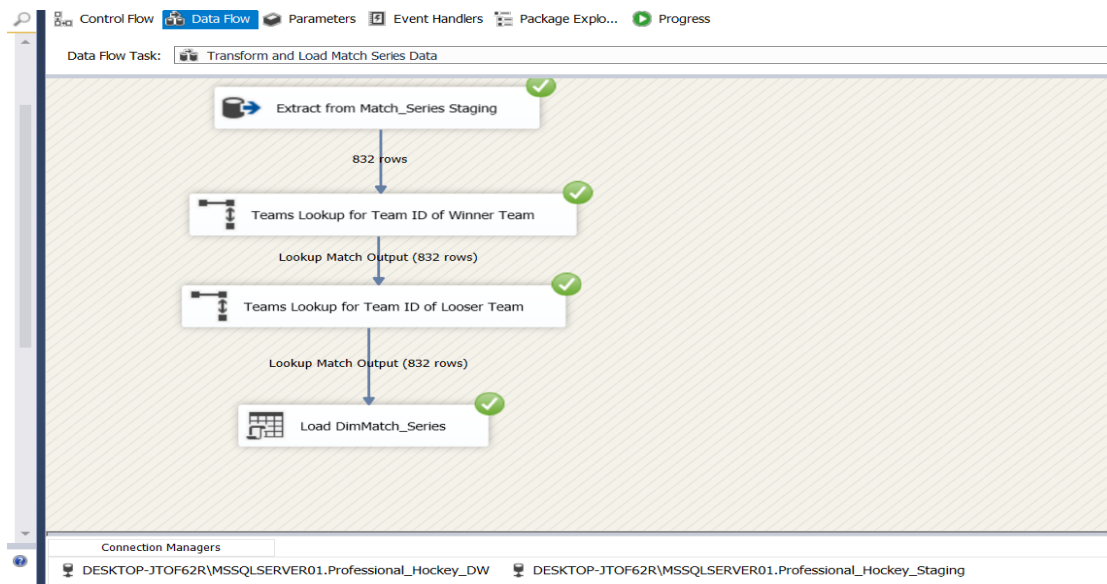 Control Flow Data Flow Parameters Event Handlers Package Explo... Progress
Data Flow Task: Transform and Load Match Series Data
Extract from Match_Series Staging
832 rows
Teams Lookup for Team ID of Winner Team
Lookup Match Output (832 rows)
Teams Lookup for Team ID of Looser Team
Lookup Match Output (832 rows)
Load DimMatch_Series
Connection Managers
DESKTOP-JTOF62R\MSSQLSERVER01.Professional_Hockey_DW DESKTOP-JTOF62R\MSSQLSERVER01.Professional_Hockey_Staging